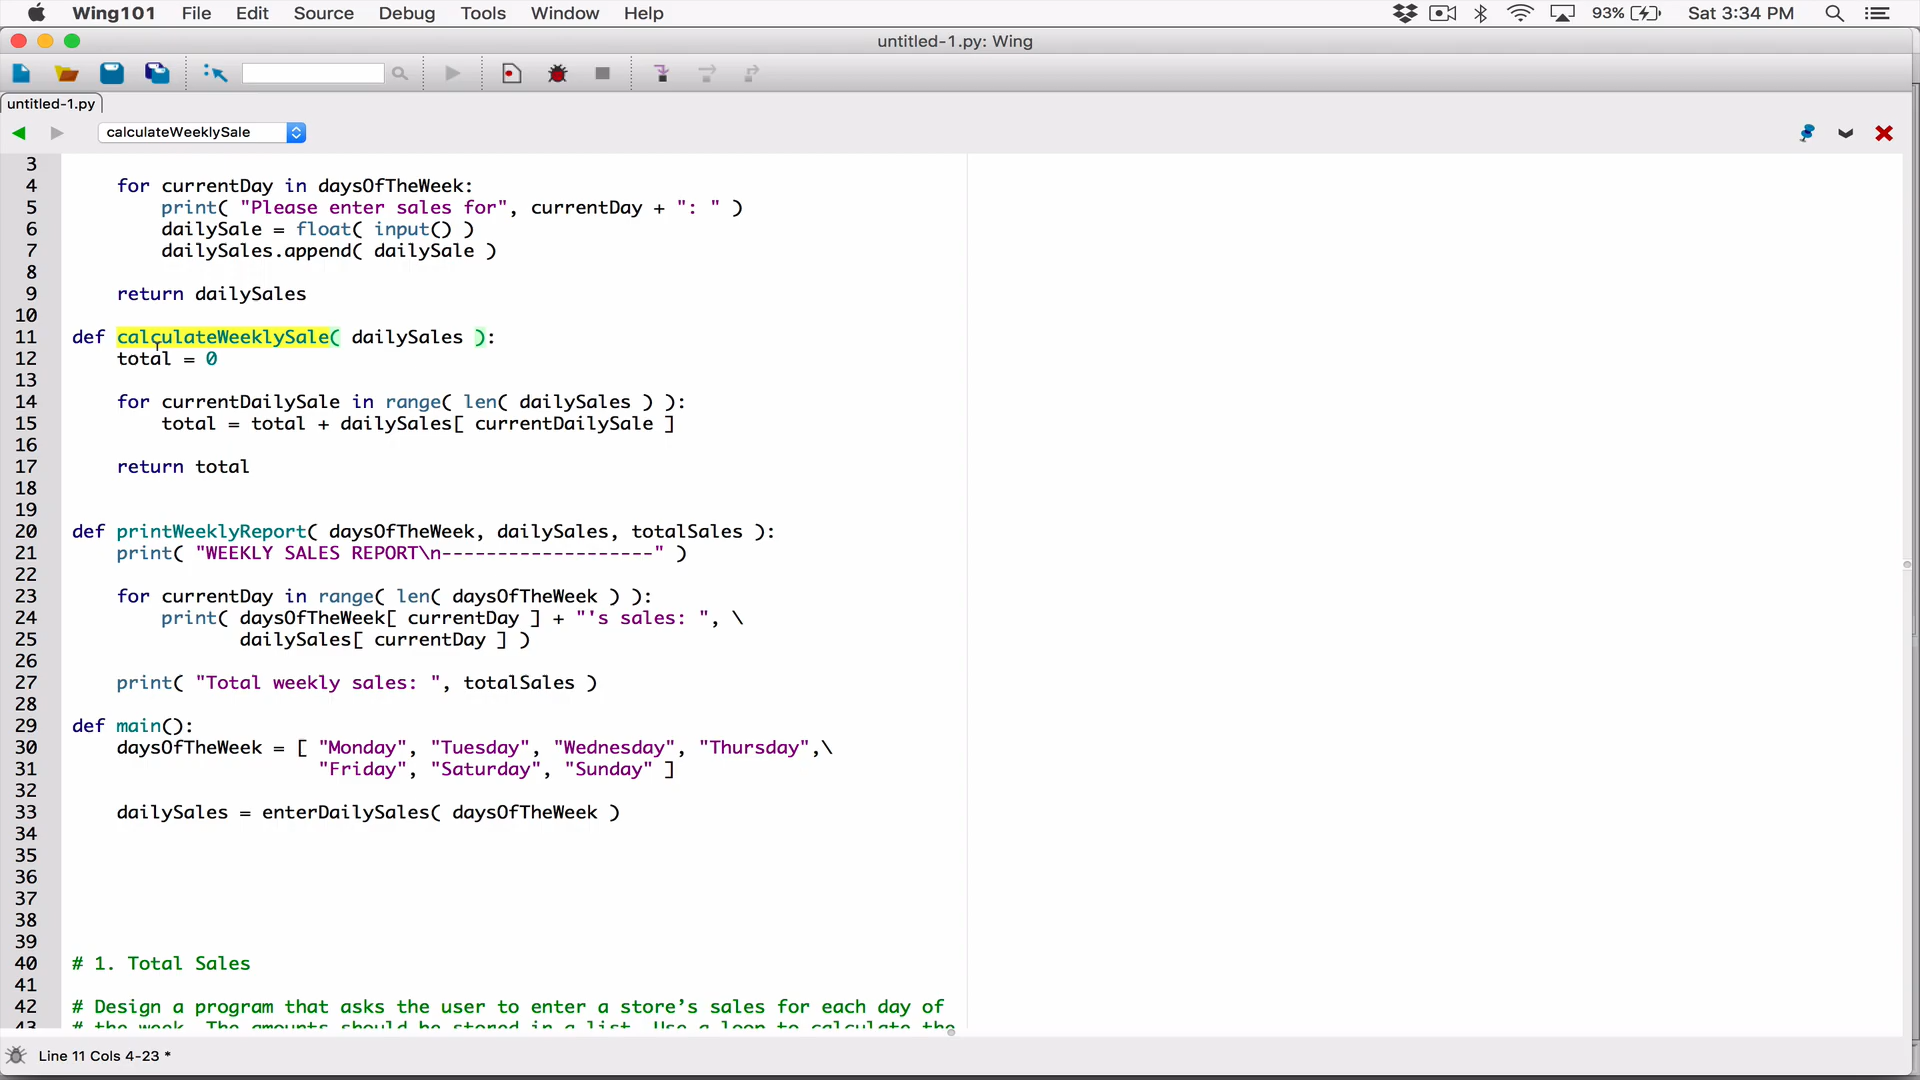 Wing101 File Edit Source Debug Tools Window Help 93% Sat 3:34 PM
untitled-1.py: Wing
untitled-1.py
calculateWeeklySale
3
4 for currentDay in daysOfTheWeek:
5 print( "Please enter sales for", currentDay + ": " )
6 dailySale = float( input() )
7 dailySales.append( dailySale )
8
9 return dailySales
10
11 def calculateWeeklySale( dailySales ):
12 total = 0
13
14 for currentDailySale in range( len( dailySales ) ):
15 total = total + dailySales[ currentDailySale ]
16
17 return total
18
19
20 def printWeeklyReport( daysOfTheWeek, dailySales, totalSales ):
21 print( "WEEKLY SALES REPORT\n-------------------" )
22
23 for currentDay in range( len( daysOfTheWeek ) ):
24 print( daysOfTheWeek[ currentDay ] + "'s sales: ", \
25 dailySales[ currentDay ] )
26
27 print( "Total weekly sales: ", totalSales )
28
29 def main():
30 daysOfTheWeek = [ "Monday", "Tuesday", "Wednesday", "Thursday",\
31 "Friday", "Saturday", "Sunday" ]
32
33 dailySales = enterDailySales( daysOfTheWeek )
34
35
36
37
38
39
40 # 1. Total Sales
41
42 # Design a program that asks the user to enter a store’s sales for each day of
43 # the week. The amounts should be stored in a list. Use a loop to calculate the
Line 11 Cols 4-23 *